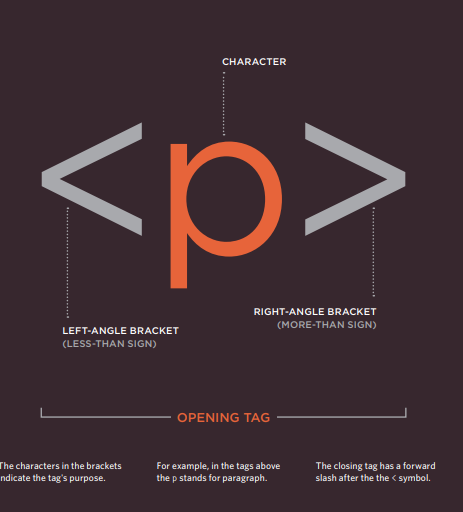 CHARACTER
<p>
RIGHT-ANGLE BRACKET
(MORE-THAN SIGN)
LEFT-ANGLE BRACKET
(LESS-THAN SIGN)
OPENING TAG
The characters in the brackets
indicate the tag's purpose.
For example, in the tags above
the p stands for paragraph.
The closing tag has a forward
slash after the the < symbol.